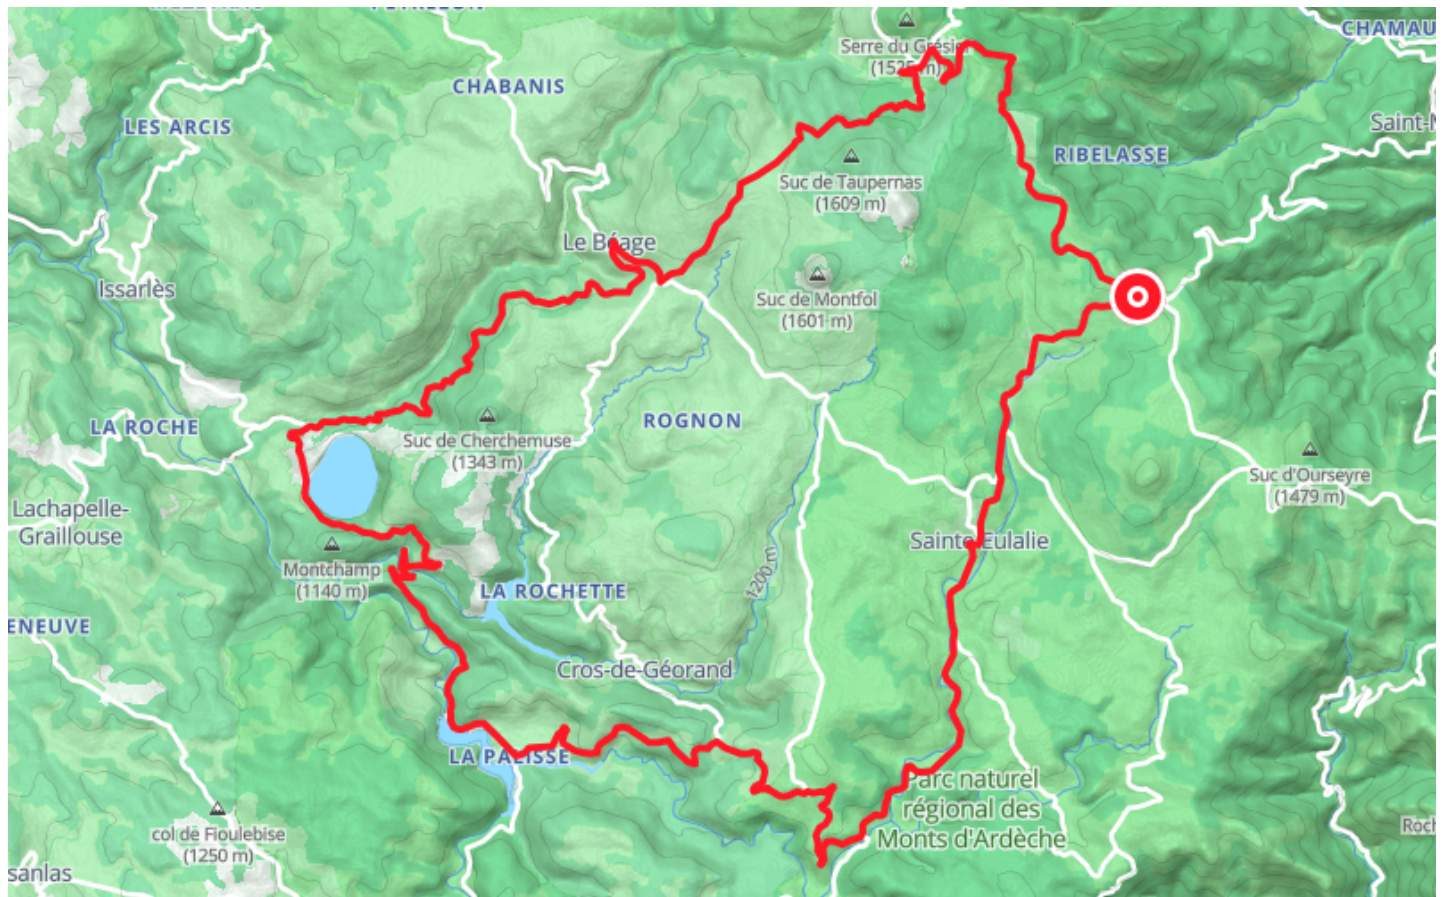 CHAMAU
Serre du Grésier
CHABANIS
LES ARCIS
Saint-
RIBELASSE
Suc de Taupernas
(1609 m)
Le Béage
Issarlès
Suc de Montfol
(1601 m)
LA ROCHE
ROGNON
Suc de Cherchemuse
(1343 m)
Suc d'Ourseyre
(1479 m)
Lachapelle-
Graillouse
Sainte-Eulalie
Montchamp
(1140 m)
1200 m
LA ROCHETTE
ENEUVE
Cros-de-Géorand
LA PALISSE
Parc naturel
régional des
Monts d'Ardèche
col de Fioulebise
(1250 m)
Roch
sanlas